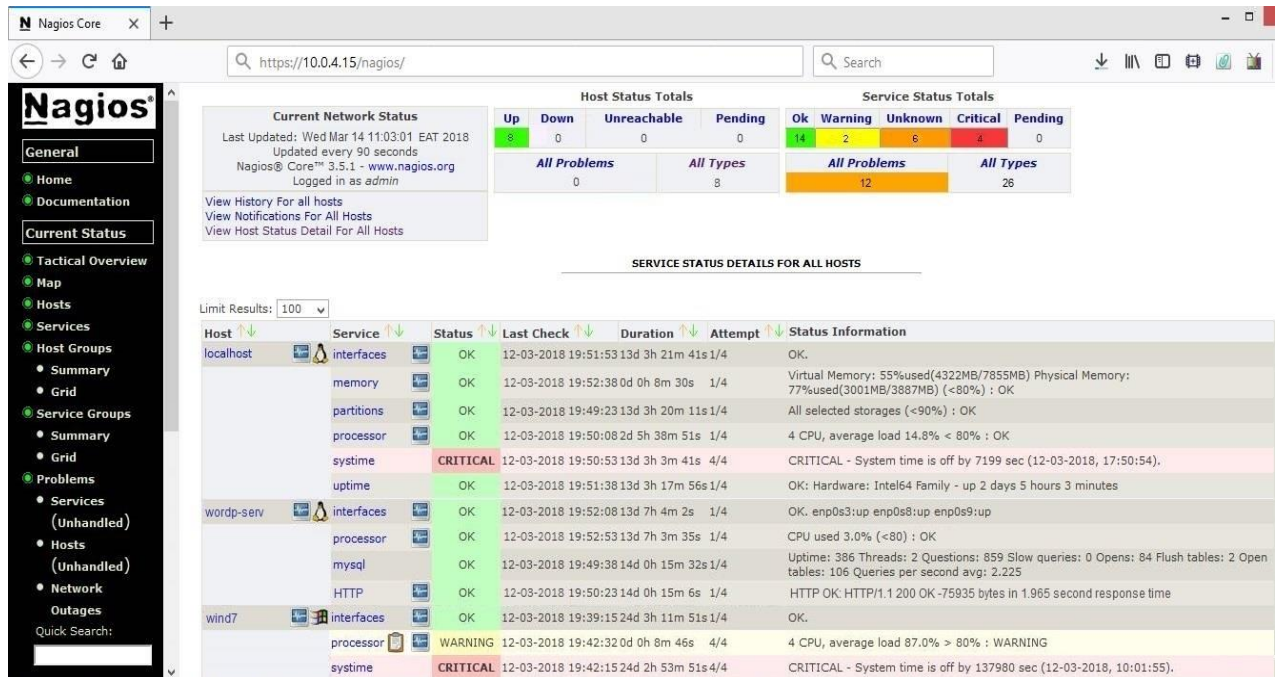 N Nagios Core
https://10.0.4.15/nagios/
Search
Nagios®
General
Home
Documentation
Current Status
Tactical Overview
Map
Hosts
Services
Host Groups
Summary
Grid
Service Groups
Summary
Grid
Problems
Services
(Unhandled)
Hosts
(Unhandled)
Network
Outages
Quick Search:
Current Network Status
Last Updated: Wed Mar 14 11:03:01 EAT 2018
Updated every 90 seconds
Nagios® Core™ 3.5.1 - www.nagios.org
Logged in as admin
View History For all hosts
View Notifications For All Hosts
View Host Status Detail For All Hosts
Host Status Totals
Up Down Unreachable Pending
8 0 0 0
All Problems All Types
0 8
Service Status Totals
Ok Warning Unknown Critical Pending
14 2 6 4 0
All Problems All Types
12 26
SERVICE STATUS DETAILS FOR ALL HOSTS
Limit Results: 100
Host Service Status Last Check Duration Attempt Status Information
localhost interfaces OK 12-03-2018 19:51:53 13d 3h 21m 41s 1/4 OK.
memory OK 12-03-2018 19:52:38 0d 0h 8m 30s 1/4 Virtual Memory: 55%used(4322MB/7855MB) Physical Memory:
77%used(3001MB/3887MB) (<80%) : OK
partitions OK 12-03-2018 19:49:23 13d 3h 20m 11s 1/4 All selected storages (<90%) : OK
processor OK 12-03-2018 19:50:08 2d 5h 38m 51s 1/4 4 CPU, average load 14.8% < 80% : OK
systime CRITICAL 12-03-2018 19:50:53 13d 3h 3m 41s 4/4 CRITICAL - System time is off by 7199 sec (12-03-2018, 17:50:54).
uptime OK 12-03-2018 19:51:38 13d 3h 17m 56s 1/4 OK: Hardware: Intel64 Family - up 2 days 5 hours 3 minutes
wordp-serv interfaces OK 12-03-2018 19:52:08 13d 7h 4m 2s 1/4 OK. enp0s3:up enp0s8:up enp0s9:up
processor OK 12-03-2018 19:52:53 13d 7h 3m 35s 1/4 CPU used 3.0% (<80) : OK
mysql OK 12-03-2018 19:49:38 14d 0h 15m 32s 1/4 Uptime: 386 Threads: 2 Questions: 859 Slow queries: 0 Opens: 84 Flush tables: 2 Open
tables: 106 Queries per second avg: 2.225
HTTP OK 12-03-2018 19:50:23 14d 0h 15m 6s 1/4 HTTP OK: HTTP/1.1 200 OK -75935 bytes in 1.965 second response time
wind7 interfaces OK 12-03-2018 19:39:15 24d 3h 11m 51s 1/4 OK.
processor WARNING 12-03-2018 19:42:32 0d 0h 8m 46s 4/4 4 CPU, average load 87.0% > 80% : WARNING
systime CRITICAL 12-03-2018 19:42:15 24d 2h 53m 51s 4/4 CRITICAL - System time is off by 137980 sec (12-03-2018, 10:01:55).